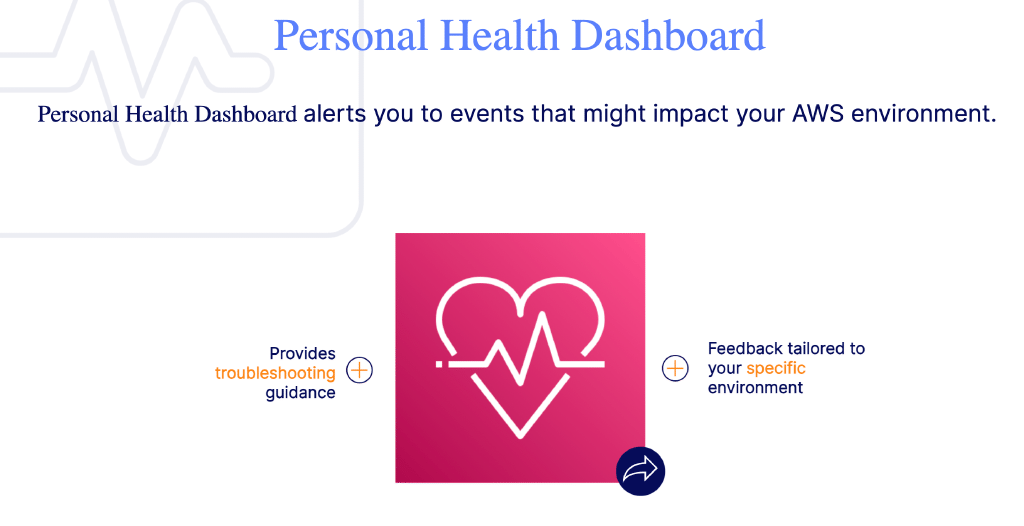 Personal Health Dashboard
Personal Health Dashboard alerts you to events that might impact your AWS environment.
Provides
troubleshooting
guidance
Feedback tailored to
your specific
environment